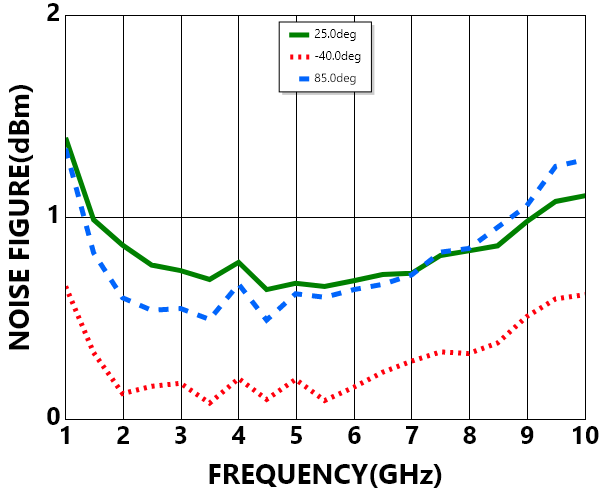 2
25.0deg
-40.0deg
85.0deg
NOISE FIGURE(dBm)
1
0
1 2 3 4 5 6 7 8 9 10
FREQUENCY(GHz)